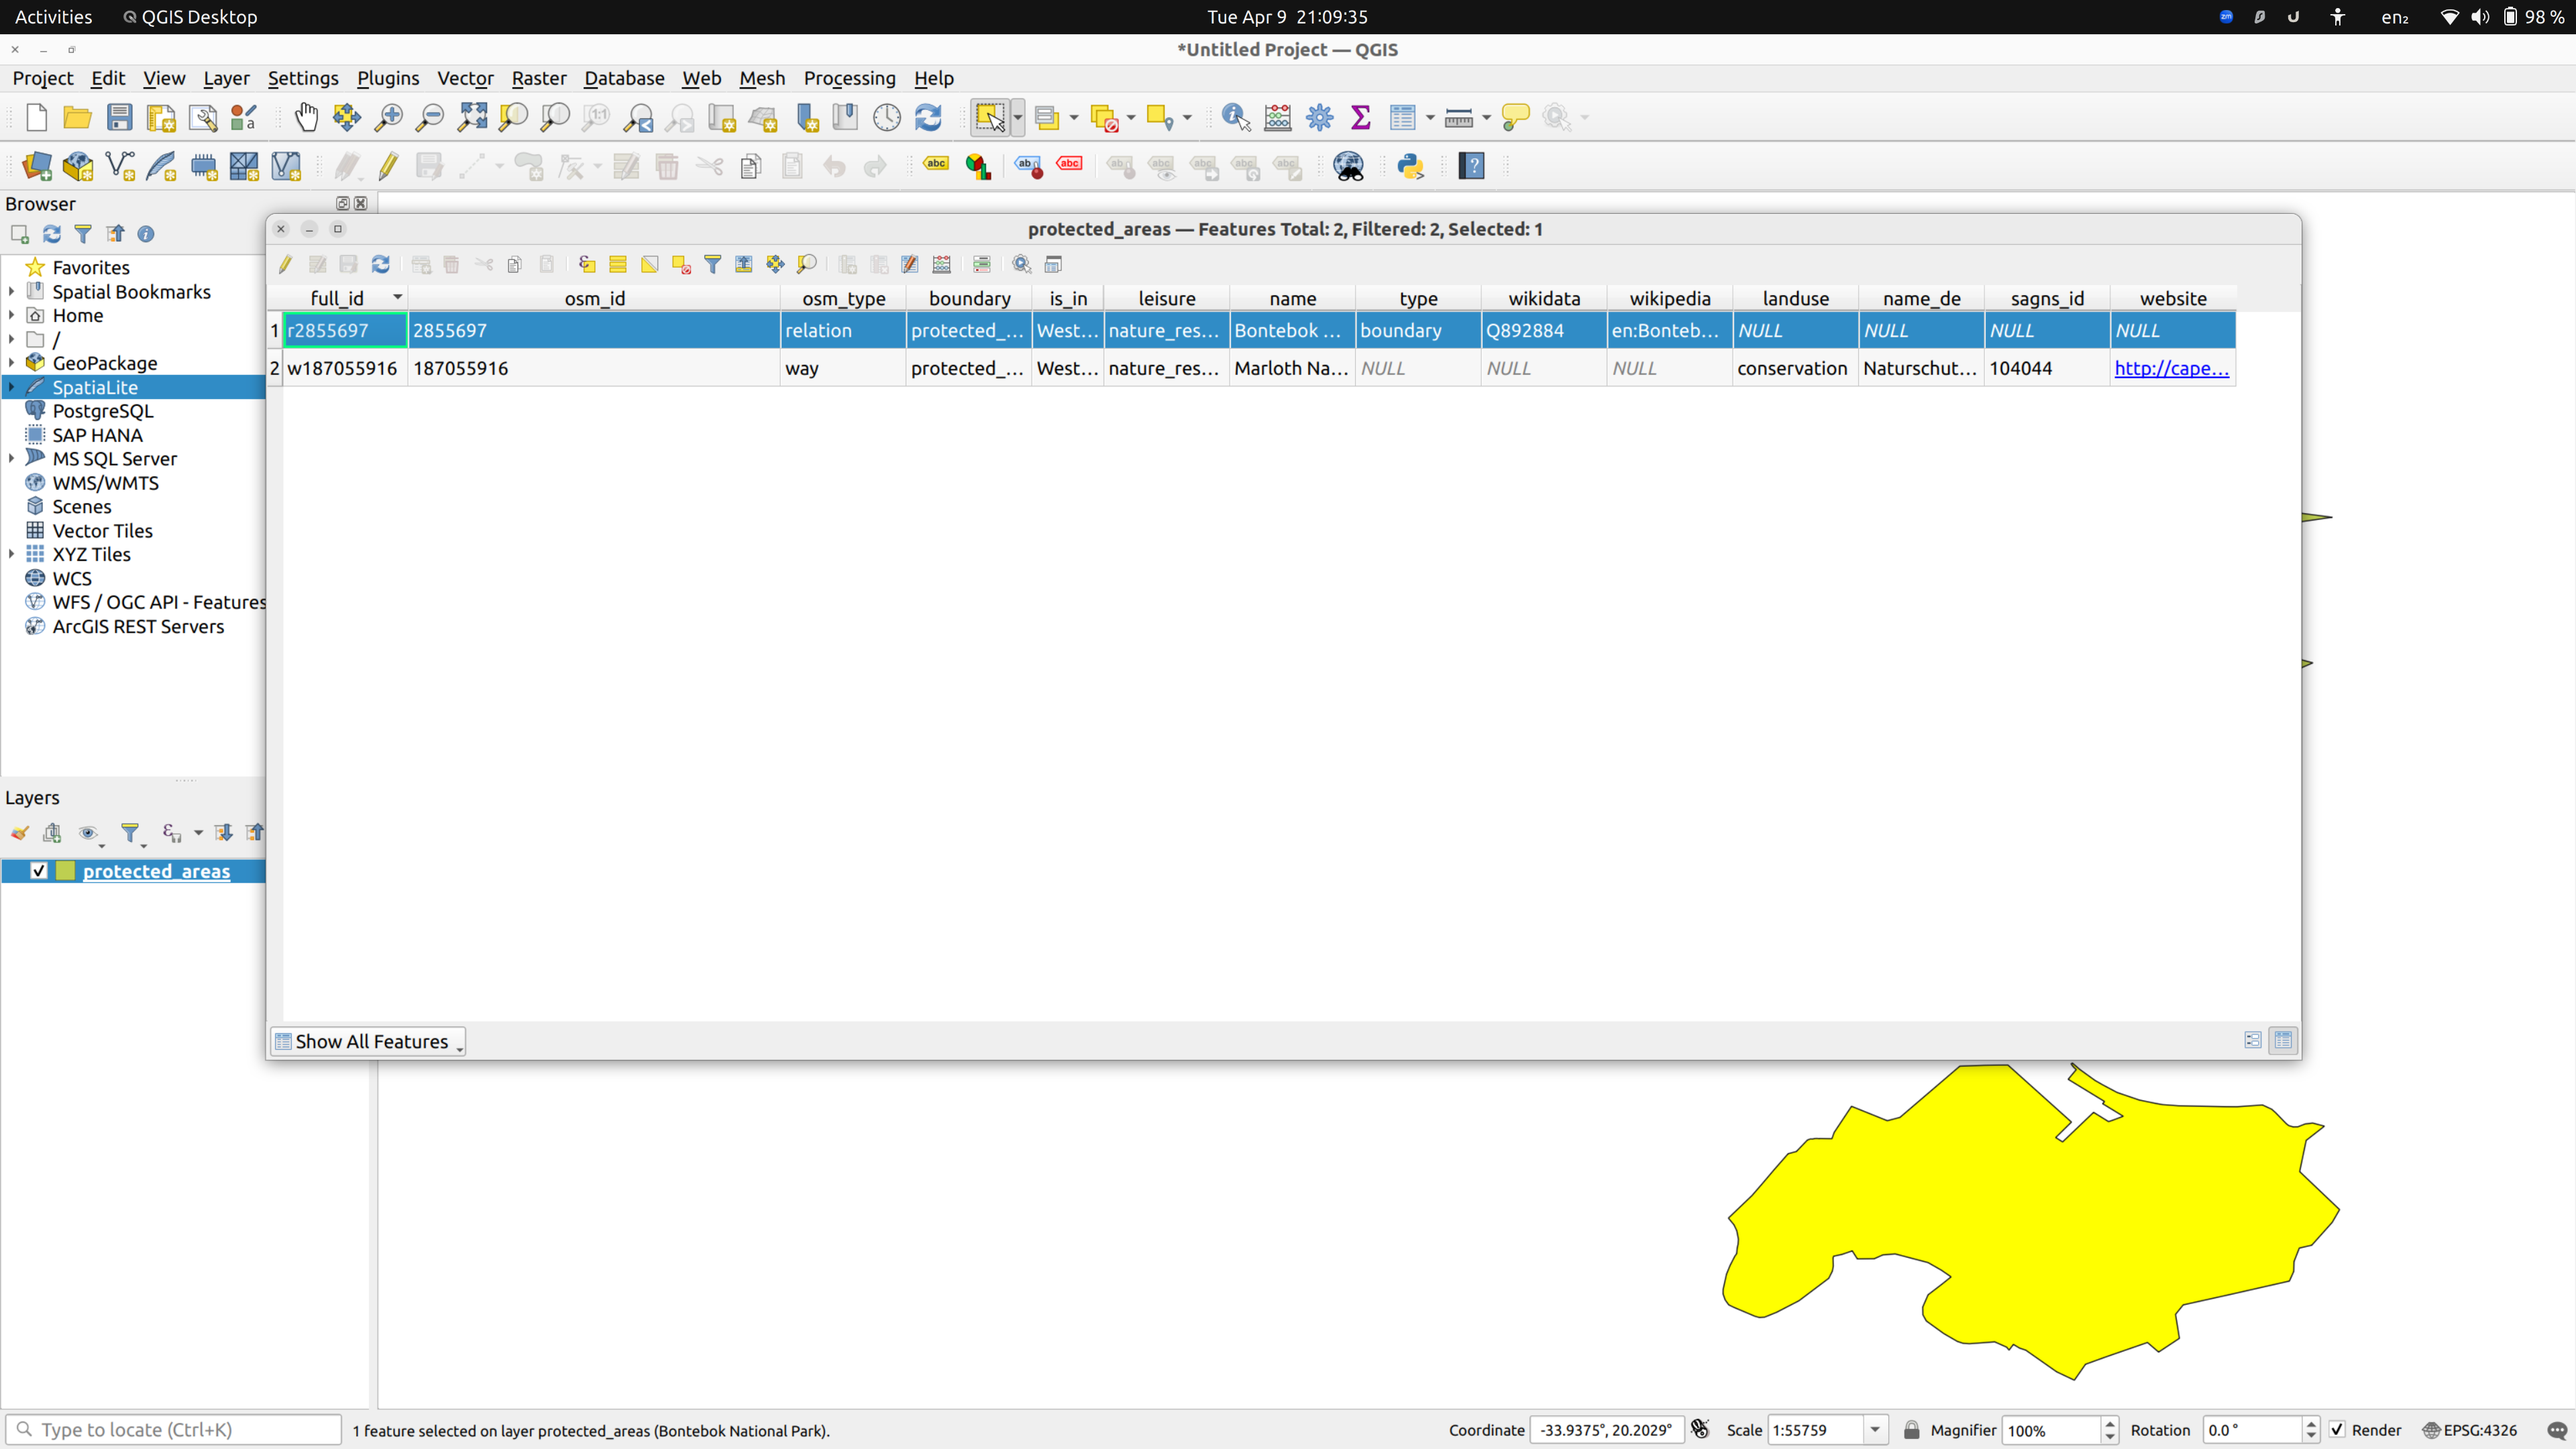 Activities QGIS Desktop Tue Apr 9 21:09:35 en₂ 98 %
*Untitled Project — QGIS
Project Edit View Layer Settings Plugins Vector Raster Database Web Mesh Processing Help
Browser
protected_areas — Features Total: 2, Filtered: 2, Selected: 1
Favorites
Spatial Bookmarks
Home
/
GeoPackage
SpatiaLite
PostgreSQL
SAP HANA
MS SQL Server
WMS/WMTS
Scenes
Vector Tiles
XYZ Tiles
WCS
WFS / OGC API - Features
ArcGIS REST Servers
full_id osm_id osm_type boundary is_in leisure name type wikidata wikipedia landuse name_de sagns_id website
1 r2855697 2855697 relation protected_... West... nature_res... Bontebok ... boundary Q892884 en:Bonteb... NULL NULL NULL NULL
2 w187055916 187055916 way protected_... West... nature_res... Marloth Na... NULL NULL NULL conservation Naturschut... 104044 http://cape...
Show All Features
Layers
protected_areas
Type to locate (Ctrl+K) 1 feature selected on layer protected_areas (Bontebok National Park). Coordinate -33.9375°, 20.2029° Scale 1:55759 Magnifier 100% Rotation 0.0 ° Render EPSG:4326